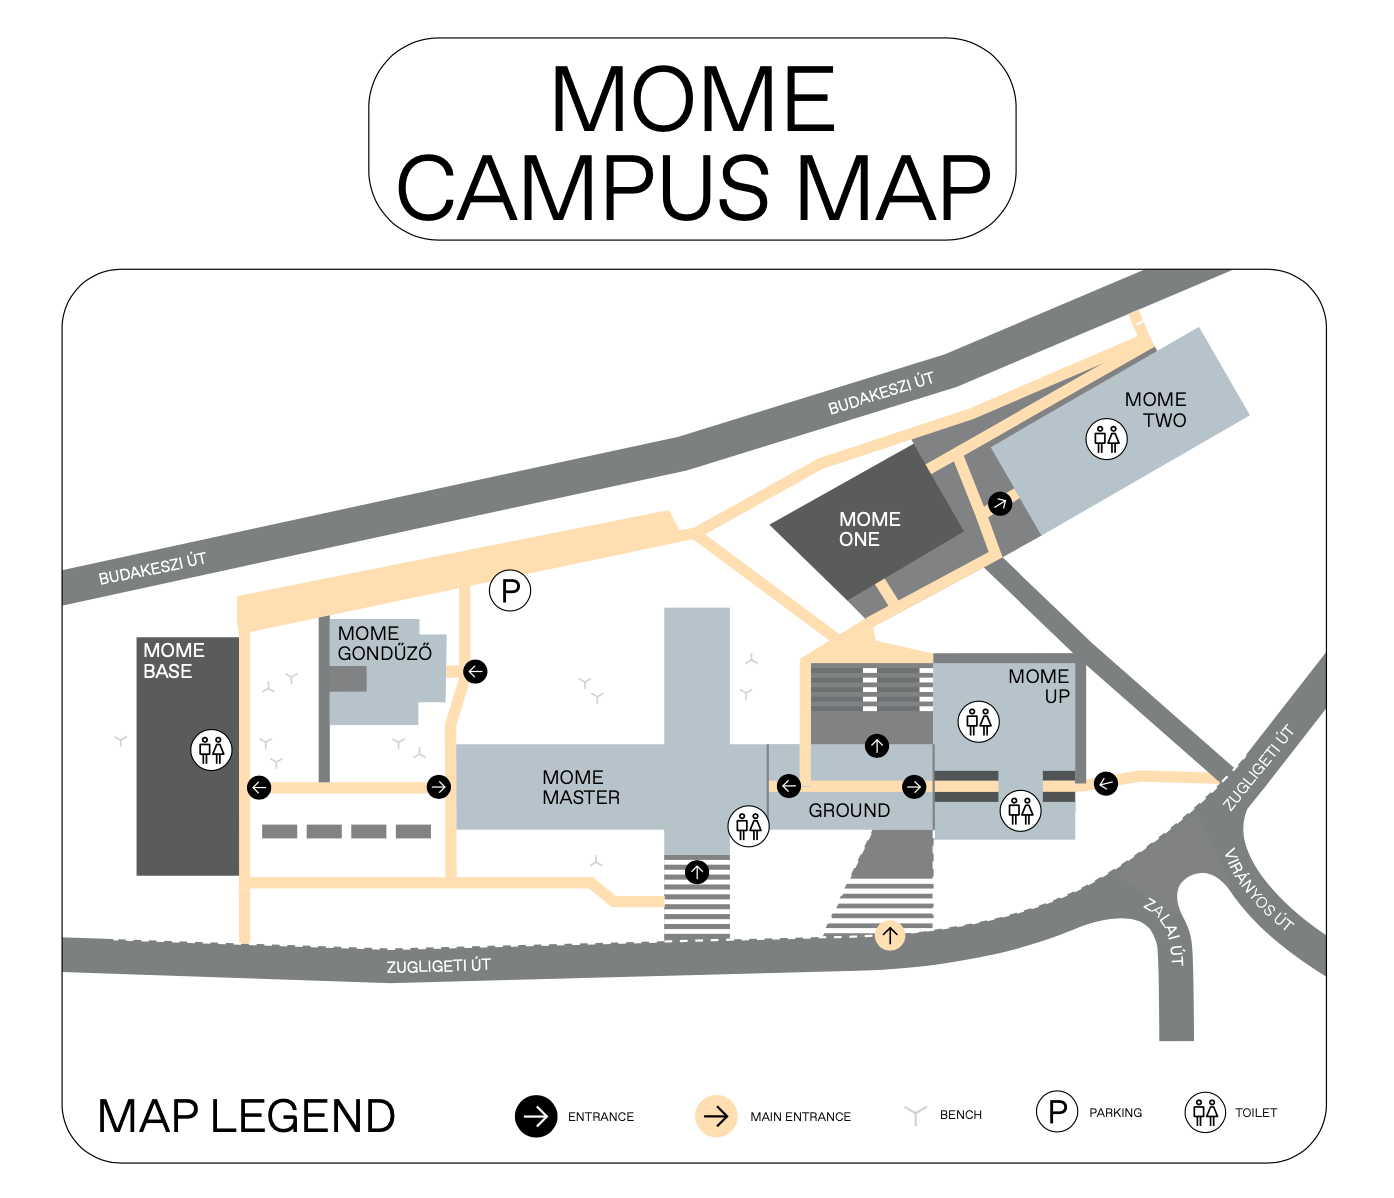 MOME
CAMPUS MAP
BUDAKESZI ÚT
MOME
TWO
MOME
ONE
BUDAKESZI ÚT
P
MOME
GONDŰZŐ
MOME
BASE
MOME
UP
MOME
MASTER
GROUND
ZUGLIGETI ÚT
VIRÁNYOS ÚT
ZALAI ÚT
ZUGLIGETI ÚT
MAP LEGEND
ENTRANCE
MAIN ENTRANCE
BENCH
P
PARKING
TOILET